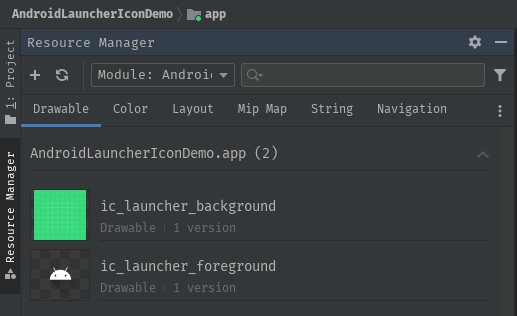 AndroidLauncherIconDemo app
1: Project
Resource Manager
Resource Manager
Module: Androi
Drawable Color Layout Mip Map String Navigation
AndroidLauncherIconDemo.app (2)
ic_launcher_background
Drawable | 1 version
ic_launcher_foreground
Drawable | 1 version